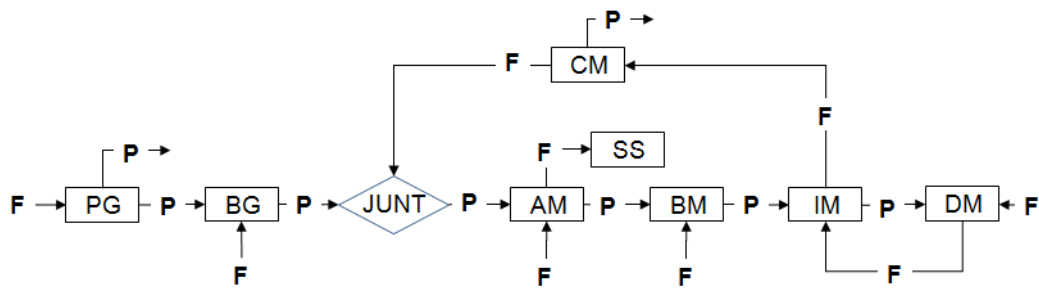 P
F CM
F
F SS
F PG P BG P JUNT P AM P BM P IM P DM F
P
F F F F